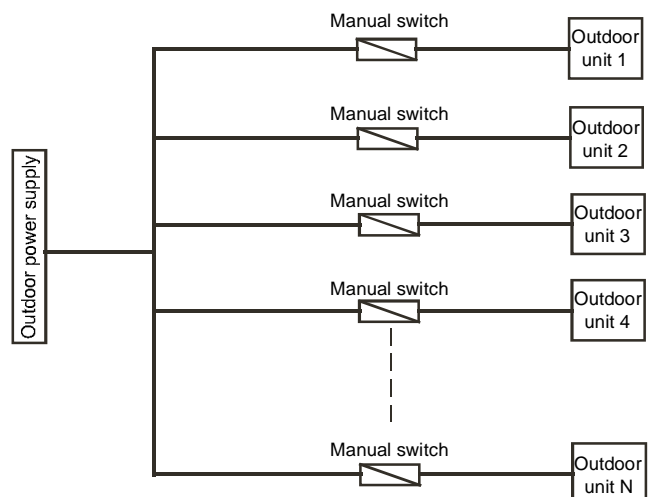 Manual switch
Outdoor
unit 1
Manual switch
Outdoor
unit 2
Outdoor power supply
Manual switch
Outdoor
unit 3
Manual switch
Outdoor
unit 4
Manual switch
Outdoor
unit N